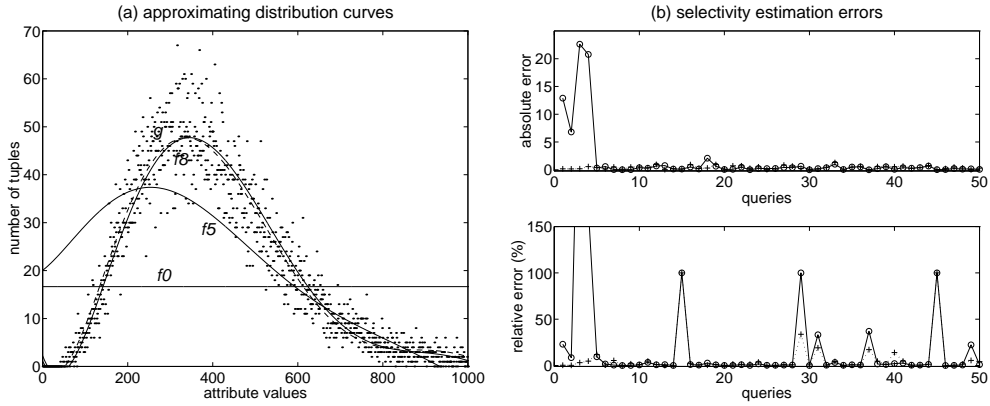 (a) approximating distribution curves
70
60
50
40
30
20
10
0
number of tuples
g
f8
f5
f0
0 200 400 600 800 1000
attribute values
(b) selectivity estimation errors
25
20
15
10
5
0
absolute error
0 10 20 30 40 50
queries
150
100
50
0
relative error (%)
0 10 20 30 40 50
queries